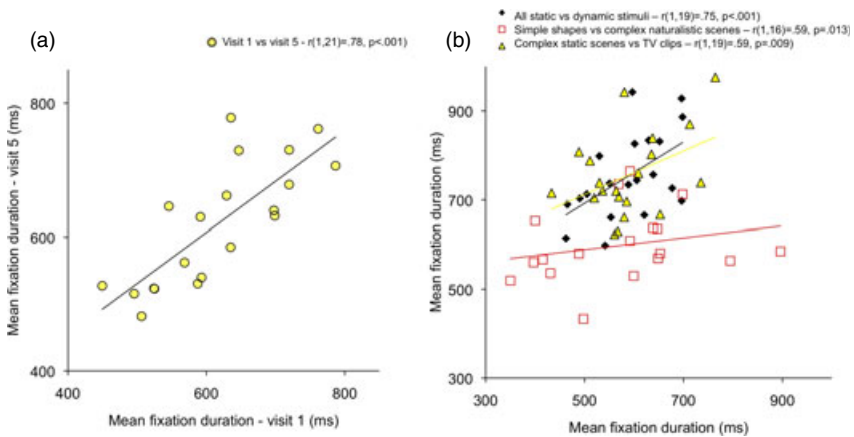 (a)
Visit 1 vs visit 5 - r(1,21)=.78, p<.001)
Mean fixation duration - visit 5 (ms)
800
600
400
400 600 800
Mean fixation duration - visit 1 (ms)
(b)
All static vs dynamic stimuli – r(1,19)=.75, p<.001)
Simple shapes vs complex naturalistic scenes – r(1,16)=.59, p=.013)
Complex static scenes vs TV clips – r(1,19)=.59, p=.009)
Mean fixation duration (ms)
900
700
500
300
300 500 700 900
Mean fixation duration (ms)